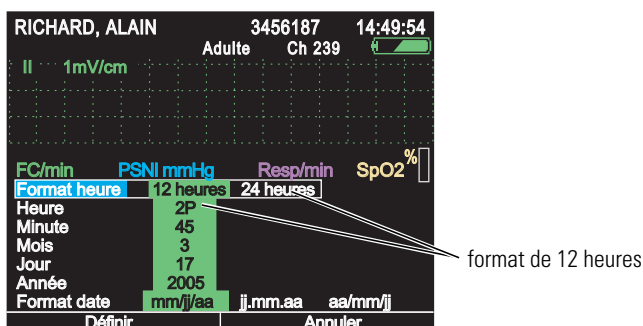 RICHARD, ALAIN 3456187 14:49:54
Adulte Ch 239
II 1mV/cm
FC/min PSNI mmHg Resp/min SpO2 %
Format heure 12 heures 24 heures
Heure 2P
Minute 45
Mois 3
Jour 17
Année 2005
Format date mm/jj/aa jj.mm.aa aa/mm/jj
Définir Annuler
format de 12 heures